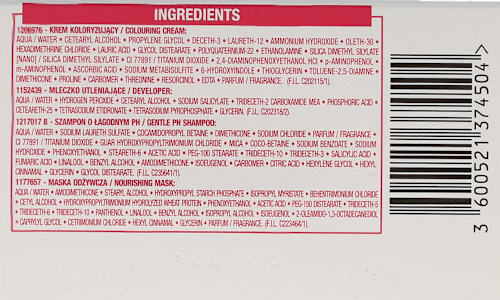 INGREDIENTS
1206976 - KREM KOLORYZUJĄCY / COLOURING CREAM:
AQUA / WATER • CETEARYL ALCOHOL • PROPYLENE GLYCOL • DECETH-3 • LAURETH-12 • AMMONIUM HYDROXIDE • OLETH-30
• HEXADIMETHRINE CHLORIDE • LAURIC ACID • GLYCOL DISTEARATE • POLYQUATERNIUM-22 • ETHANOLAMINE • SILICA DIMETHYL SILYLATE
[NANO] / SILICA DIMETHYL SILYLATE • CI 77891 / TITANIUM DIOXIDE • 2,4-DIAMINOPHENOXYETHANOL HCl • p-AMINOPHENOL •
m-AMINOPHENOL • ASCORBIC ACID • SODIUM METABISULFITE • 6-HYDROXYINDOLE • THIOGLYCERIN • TOLUENE-2,5-DIAMINE •
DIMETHICONE • PROLINE • CARBOMER • THREONINE • RESORCINOL • EDTA • PARFUM / FRAGRANCE. (F.I.L. C202115/1).
1152439 - MLECZKO UTLENIAJĄCE / DEVELOPER:
AQUA / WATER • HYDROGEN PEROXIDE • CETEARYL ALCOHOL • SODIUM SALICYLATE • TRIDECETH-2 CARBOXAMIDE MEA • PHOSPHORIC ACID •
CETEARETH-25 • TETRASODIUM ETIDRONATE • TETRASODIUM PYROPHOSPHATE • GLYCERIN. (F.I.L. C202318/2).
1217017 B - SZAMPON O ŁAGODNYM PH / GENTLE PH SHAMPOO:
AQUA / WATER • SODIUM LAURETH SULFATE • COCAMIDOPROPYL BETAINE • DIMETHICONE • SODIUM CHLORIDE • PARFUM / FRAGRANCE
• CI 77891 / TITANIUM DIOXIDE • GUAR HYDROXYPROPYLTRIMONIUM CHLORIDE • MICA • COCO-BETAINE • SODIUM BENZOATE • SODIUM
HYDROXIDE • PHENOXYETHANOL • STEARETH-6 • ACETIC ACID • PEG-100 STEARATE • TRIDECETH-10 • TRIDECETH-3 • SALICYLIC ACID •
FUMARIC ACID • LINALOOL • BENZYL ALCOHOL • AMODIMETHICONE • ISOEUGENOL • CARBOMER • CITRIC ACID • HEXYLENE GLYCOL • HEXYL
CINNAMAL • GLYCERIN • GLYCOL DISTEARATE. (F.I.L. C235641/1).
1177657 - MASKA ODŻYWCZA / NOURISHING MASK:
AQUA / WATER • AMODIMETHICONE • STEARYL ALCOHOL • HYDROXYPROPYL STARCH PHOSPHATE • ISOPROPYL MYRISTATE • BEHENTRIMONIUM CHLORIDE
• CETYL ALCOHOL • HYDROXYPROPYLTRIMONIUM HYDROLYZED WHEAT PROTEIN • PHENOXYETHANOL • ACETIC ACID • PEG-150 DISTEARATE • TRIDECETH-5
• TRIDECETH-6 • TRIDECETH-10 • PANTHENOL • LINALOOL • BENZYL ALCOHOL • ISOPROPYL ALCOHOL • ISOEUGENOL • 2-OLEAMIDO-1,3-OCTADECANEDIOL
• CAPRYLYL GLYCOL • CETRIMONIUM CHLORIDE • HEXYL CINNAMAL • GLYCERIN • PARFUM / FRAGRANCE. (F.I.L. C223464/1).
3 600521 374504 >